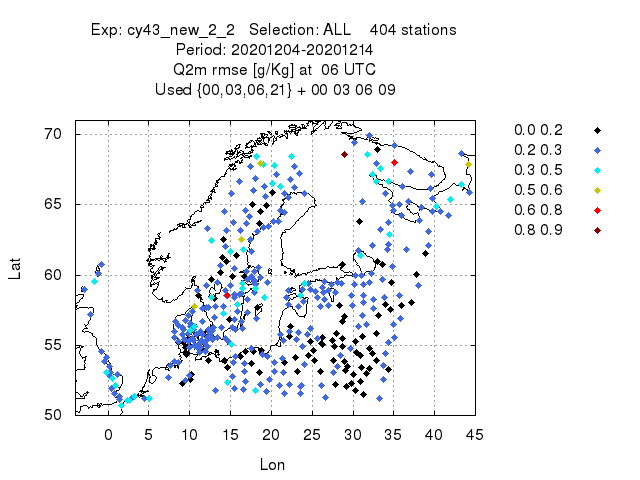 Exp: cy43_new_2_2 Selection: ALL 404 stations
Period: 20201204-20201214
Q2m rmse [g/Kg] at 06 UTC
Used {00,03,06,21} + 00 03 06 09
70
65
60
55
50
Lat
0 5 10 15 20 25 30 35 40 45
Lon
0.0 0.2
0.2 0.3
0.3 0.5
0.5 0.6
0.6 0.8
0.8 0.9